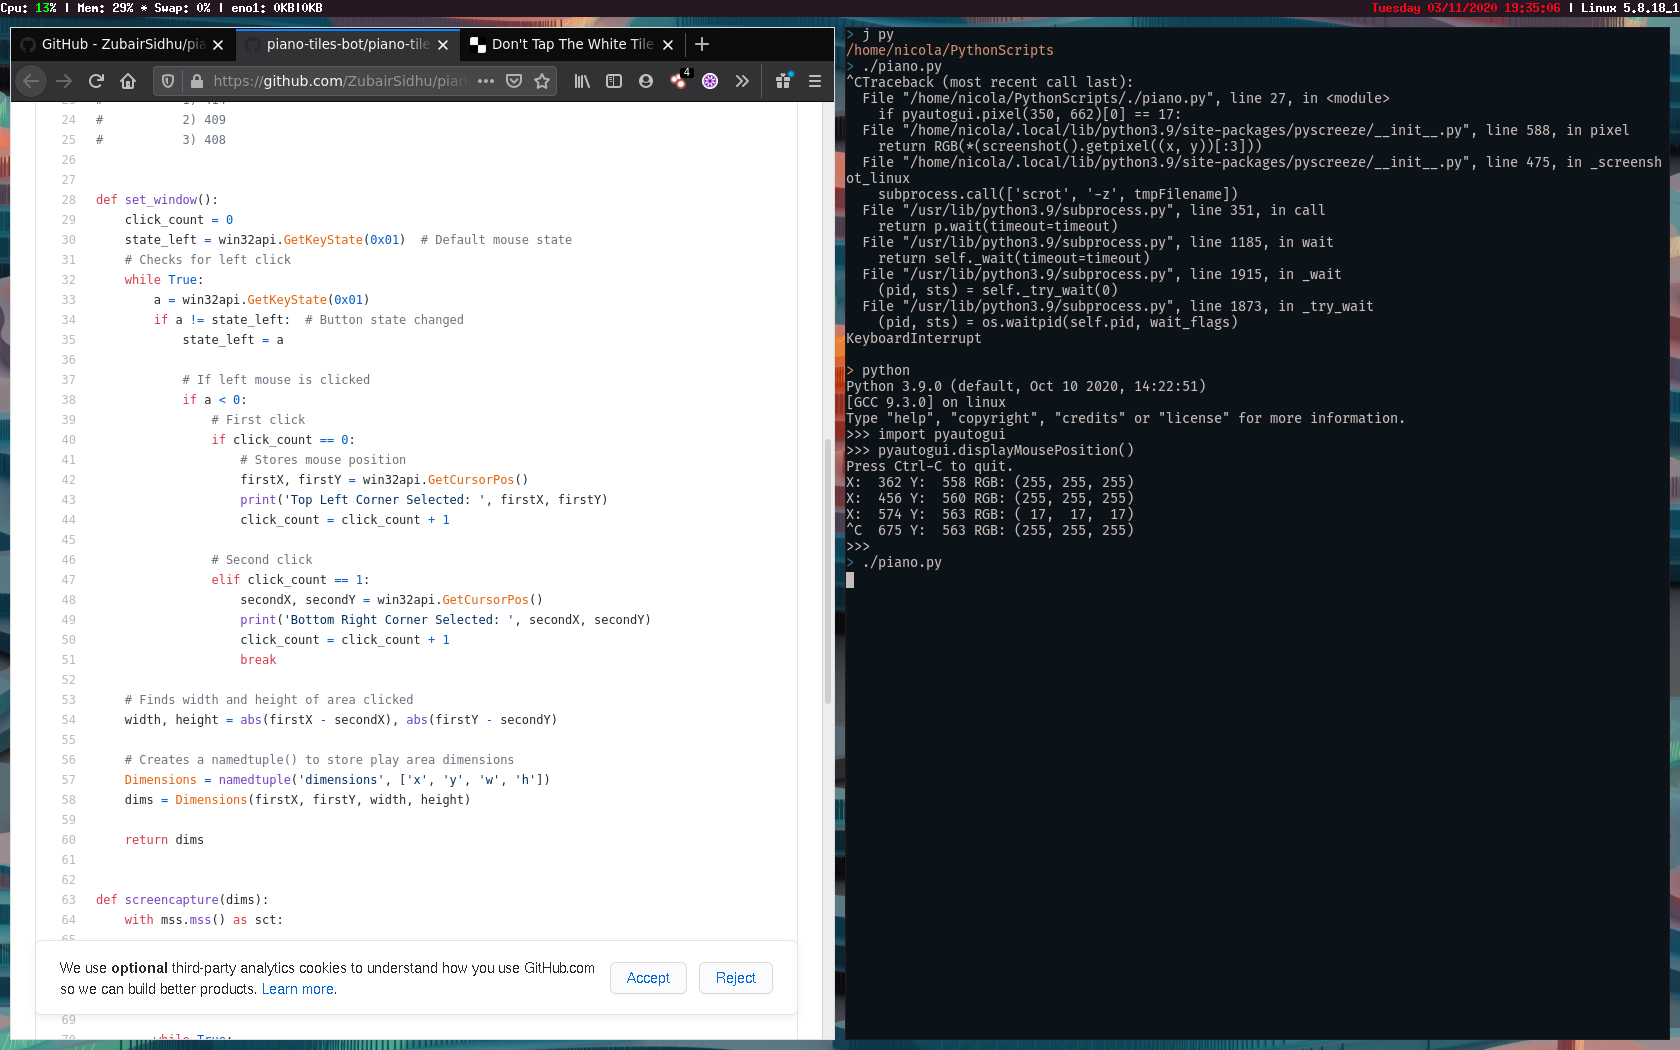 Cpu: 13% | Mem: 29% * Swap: 0% | eno1: 0KB|0KB
Tuesday 03/11/2020 19:35:06 | Linux 5.8.18_1
GitHub - ZubairSidhu/pia
piano-tiles-bot/piano-tile
Don't Tap The White Tile
https://github.com/ZubairSidhu/pian
4
24 # 2) 409
25 # 3) 408
26
27
28 def set_window():
29 click_count = 0
30 state_left = win32api.GetKeyState(0x01) # Default mouse state
31 # Checks for left click
32 while True:
33 a = win32api.GetKeyState(0x01)
34 if a != state_left: # Button state changed
35 state_left = a
36
37 # If left mouse is clicked
38 if a < 0:
39 # First click
40 if click_count == 0:
41 # Stores mouse position
42 firstX, firstY = win32api.GetCursorPos()
43 print('Top Left Corner Selected: ', firstX, firstY)
44 click_count = click_count + 1
45
46 # Second click
47 elif click_count == 1:
48 secondX, secondY = win32api.GetCursorPos()
49 print('Bottom Right Corner Selected: ', secondX, secondY)
50 click_count = click_count + 1
51 break
52
53 # Finds width and height of area clicked
54 width, height = abs(firstX - secondX), abs(firstY - secondY)
55
56 # Creates a namedtuple() to store play area dimensions
57 Dimensions = namedtuple('dimensions', ['x', 'y', 'w', 'h'])
58 dims = Dimensions(firstX, firstY, width, height)
59
60 return dims
61
62
63 def screencapture(dims):
64 with mss.mss() as sct:
65
We use optional third-party analytics cookies to understand how you use GitHub.com
so we can build better products. Learn more.
Accept
Reject
69
70 while True:
> j py
/home/nicola/PythonScripts
> ./piano.py
^CTraceback (most recent call last):
File "/home/nicola/PythonScripts/./piano.py", line 27, in <module>
if pyautogui.pixel(350, 662)[0] == 17:
File "/home/nicola/.local/lib/python3.9/site-packages/pyscreeze/__init__.py", line 588, in pixel
return RGB(*(screenshot().getpixel((x, y))[:3]))
File "/home/nicola/.local/lib/python3.9/site-packages/pyscreeze/__init__.py", line 475, in _screensh
ot_linux
subprocess.call(['scrot', '-z', tmpFilename])
File "/usr/lib/python3.9/subprocess.py", line 351, in call
return p.wait(timeout=timeout)
File "/usr/lib/python3.9/subprocess.py", line 1185, in wait
return self._wait(timeout=timeout)
File "/usr/lib/python3.9/subprocess.py", line 1915, in _wait
(pid, sts) = self._try_wait(0)
File "/usr/lib/python3.9/subprocess.py", line 1873, in _try_wait
(pid, sts) = os.waitpid(self.pid, wait_flags)
KeyboardInterrupt
> python
Python 3.9.0 (default, Oct 10 2020, 14:22:51)
[GCC 9.3.0] on linux
Type "help", "copyright", "credits" or "license" for more information.
>>> import pyautogui
>>> pyautogui.displayMousePosition()
Press Ctrl-C to quit.
X: 362 Y: 558 RGB: (255, 255, 255)
X: 456 Y: 560 RGB: (255, 255, 255)
X: 574 Y: 563 RGB: ( 17, 17, 17)
^C 675 Y: 563 RGB: (255, 255, 255)
>>>
> ./piano.py